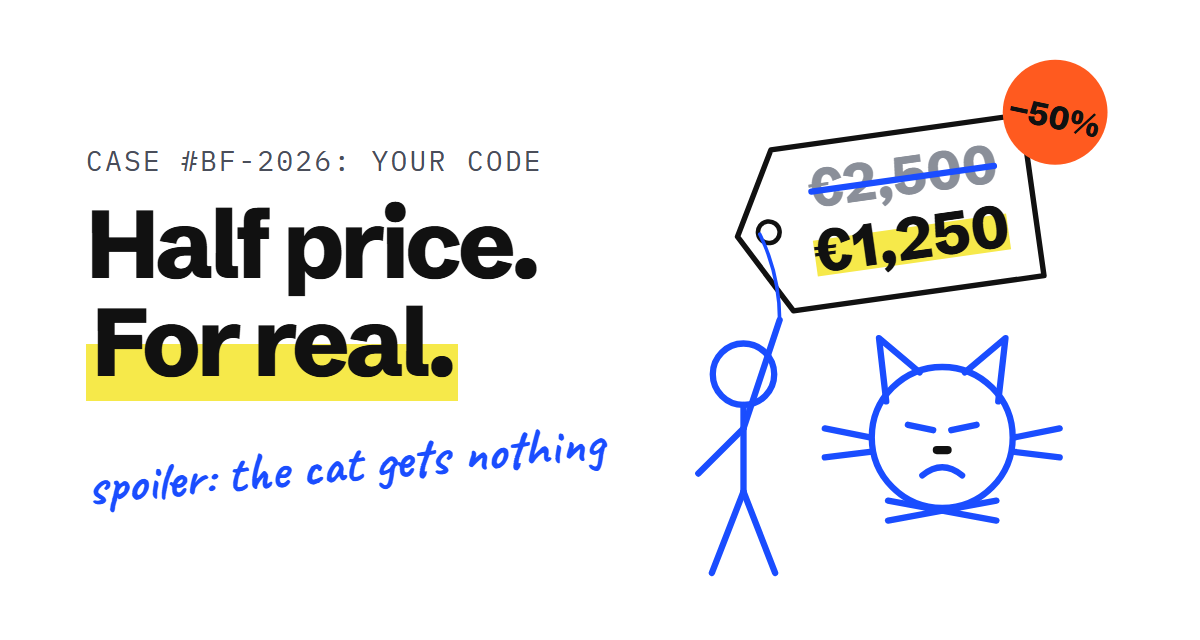 CASE #BF-2026: YOUR CODE
Half price.
For real.
spoiler: the cat gets nothing
−50%
€2,500
€1,250